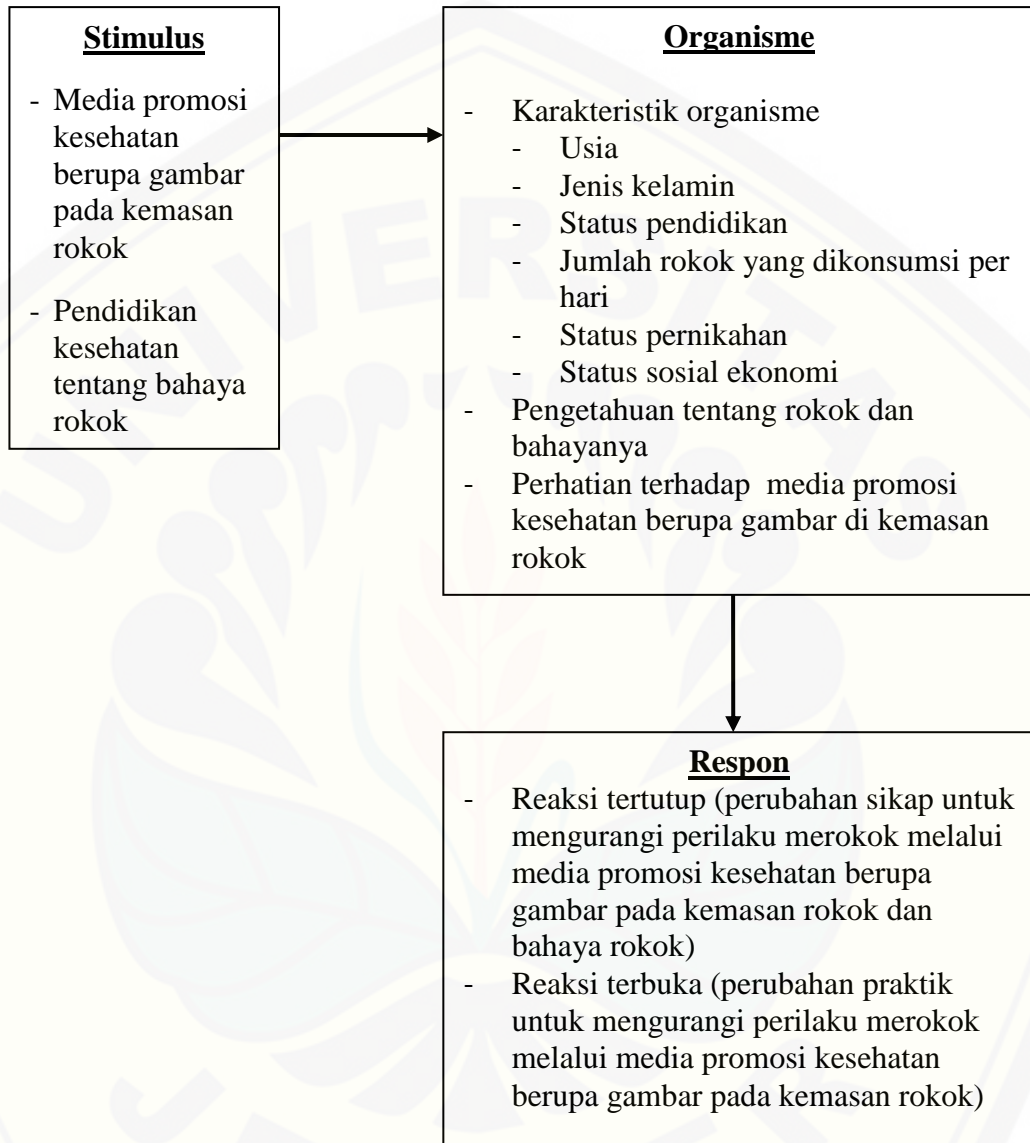 Stimulus
- Media promosi
kesehatan
berupa gambar
pada kemasan
rokok
- Pendidikan
kesehatan
tentang bahaya
rokok
Organisme
- Karakteristik organisme
- Usia
- Jenis kelamin
- Status pendidikan
- Jumlah rokok yang dikonsumsi per
hari
- Status pernikahan
- Status sosial ekonomi
- Pengetahuan tentang rokok dan
bahayanya
- Perhatian terhadap media promosi
kesehatan berupa gambar di kemasan
rokok
Respon
- Reaksi tertutup (perubahan sikap untuk
mengurangi perilaku merokok melalui
media promosi kesehatan berupa
gambar pada kemasan rokok dan
bahaya rokok)
- Reaksi terbuka (perubahan praktik
untuk mengurangi perilaku merokok
melalui media promosi kesehatan
berupa gambar pada kemasan rokok)
UNIVERSITAS